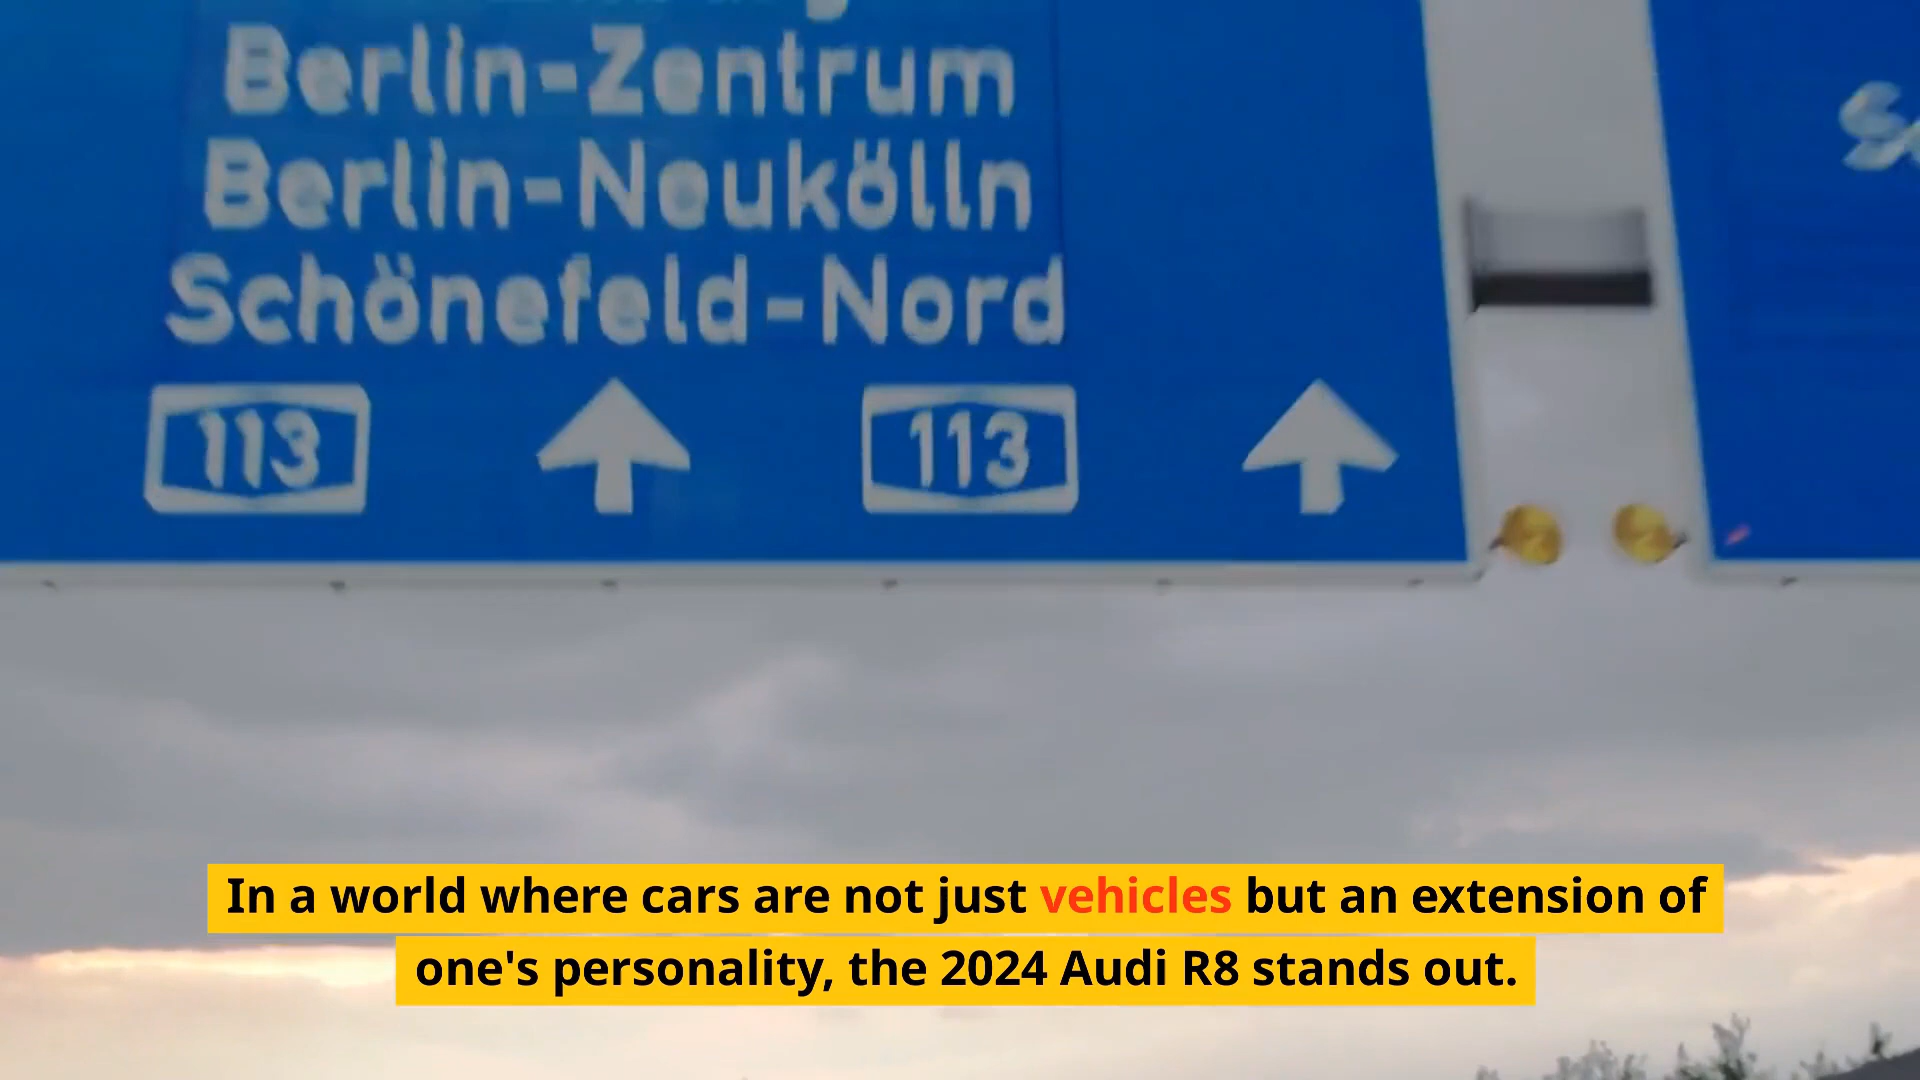 Berlin-Zentrum
Berlin-Neukölln
Schönefeld-Nord
113 113
In a world where cars are not just vehicles but an extension of
one's personality, the 2024 Audi R8 stands out.